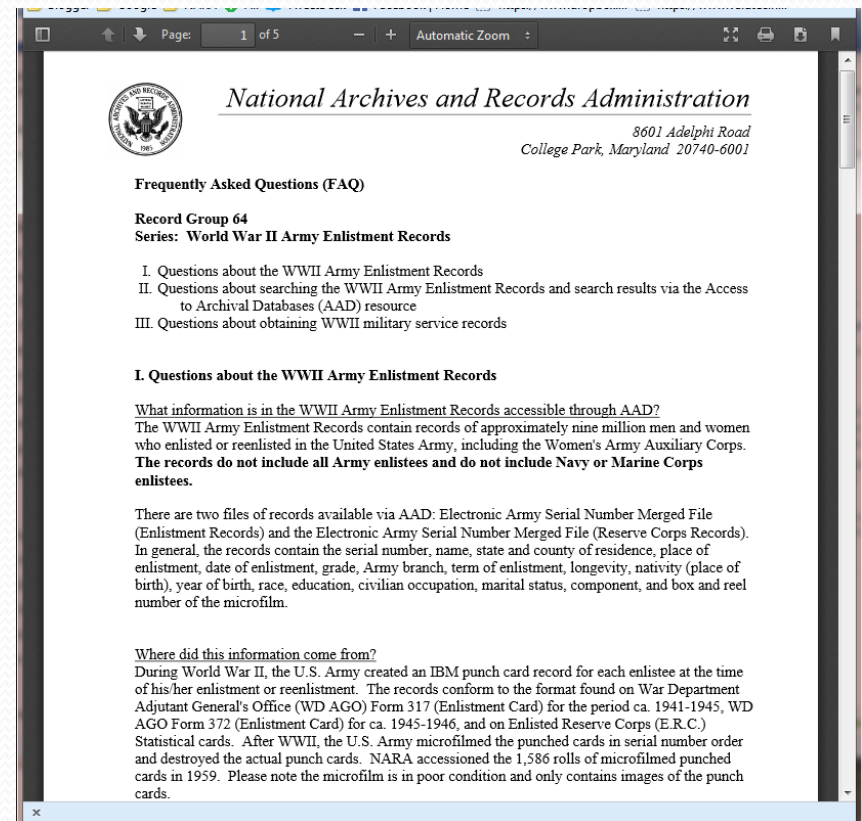 Page: 1 of 5 — + Automatic Zoom
National Archives and Records Administration
8601 Adelphi Road
College Park, Maryland 20740-6001
Frequently Asked Questions (FAQ)
Record Group 64
Series: World War II Army Enlistment Records
I. Questions about the WWII Army Enlistment Records
II. Questions about searching the WWII Army Enlistment Records and search results via the Access
to Archival Databases (AAD) resource
III. Questions about obtaining WWII military service records
I. Questions about the WWII Army Enlistment Records
What information is in the WWII Army Enlistment Records accessible through AAD?
The WWII Army Enlistment Records contain records of approximately nine million men and women
who enlisted or reenlisted in the United States Army, including the Women's Army Auxiliary Corps.
The records do not include all Army enlistees and do not include Navy or Marine Corps
enlistees.
There are two files of records available via AAD: Electronic Army Serial Number Merged File
(Enlistment Records) and the Electronic Army Serial Number Merged File (Reserve Corps Records).
In general, the records contain the serial number, name, state and county of residence, place of
enlistment, date of enlistment, grade, Army branch, term of enlistment, longevity, nativity (place of
birth), year of birth, race, education, civilian occupation, marital status, component, and box and reel
number of the microfilm.
Where did this information come from?
During World War II, the U.S. Army created an IBM punch card record for each enlistee at the time
of his/her enlistment or reenlistment. The records conform to the format found on War Department
Adjutant General's Office (WD AGO) Form 317 (Enlistment Card) for the period ca. 1941-1945, WD
AGO Form 372 (Enlistment Card) for ca. 1945-1946, and on Enlisted Reserve Corps (E.R.C.)
Statistical cards. After WWII, the U.S. Army microfilmed the punched cards in serial number order
and destroyed the actual punch cards. NARA accessioned the 1,586 rolls of microfilmed punched
cards in 1959. Please note the microfilm is in poor condition and only contains images of the punch
cards.